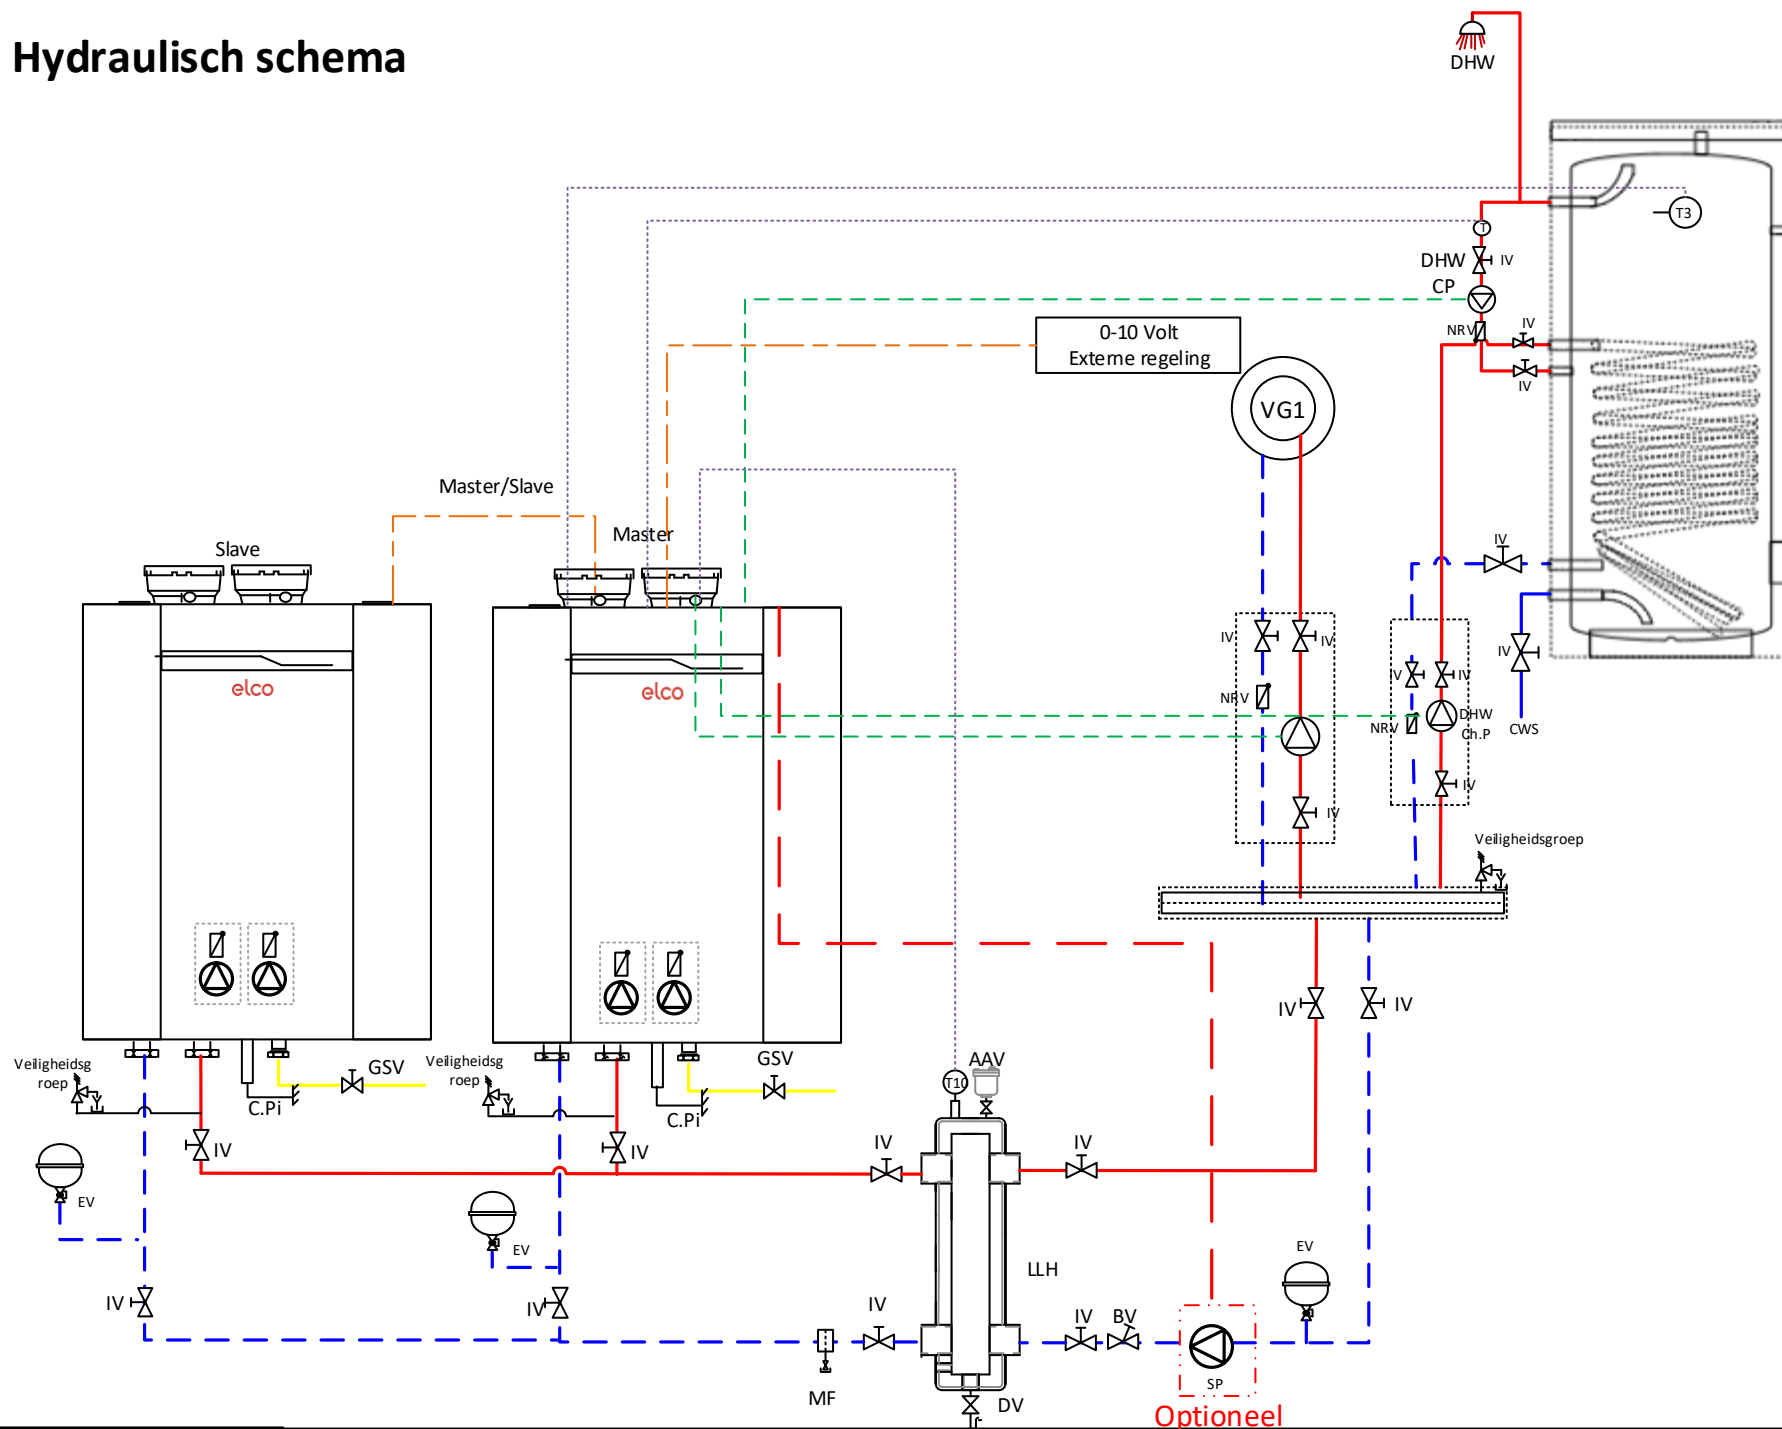 Hydraulisch schema
DHW
T3
T
DHW
IV
CP
0-10 Volt
Externe regeling
NRV
IV
IV
VG1
Master/Slave
Slave
Master
IV
elco
elco
IV
IV
NRV
IV
IV
IV
IV
NRV
DHW
Ch.P
CWS
IV
IV
Veiligheidsgroep
IV
IV
Veiligheidsg
roep
GSV
C.Pi
Veiligheidsg
roep
GSV
C.Pi
T10
AAV
IV
IV
IV
IV
EV
EV
LLH
EV
IV
IV
IV
IV
BV
MF
DV
SP
Optioneel